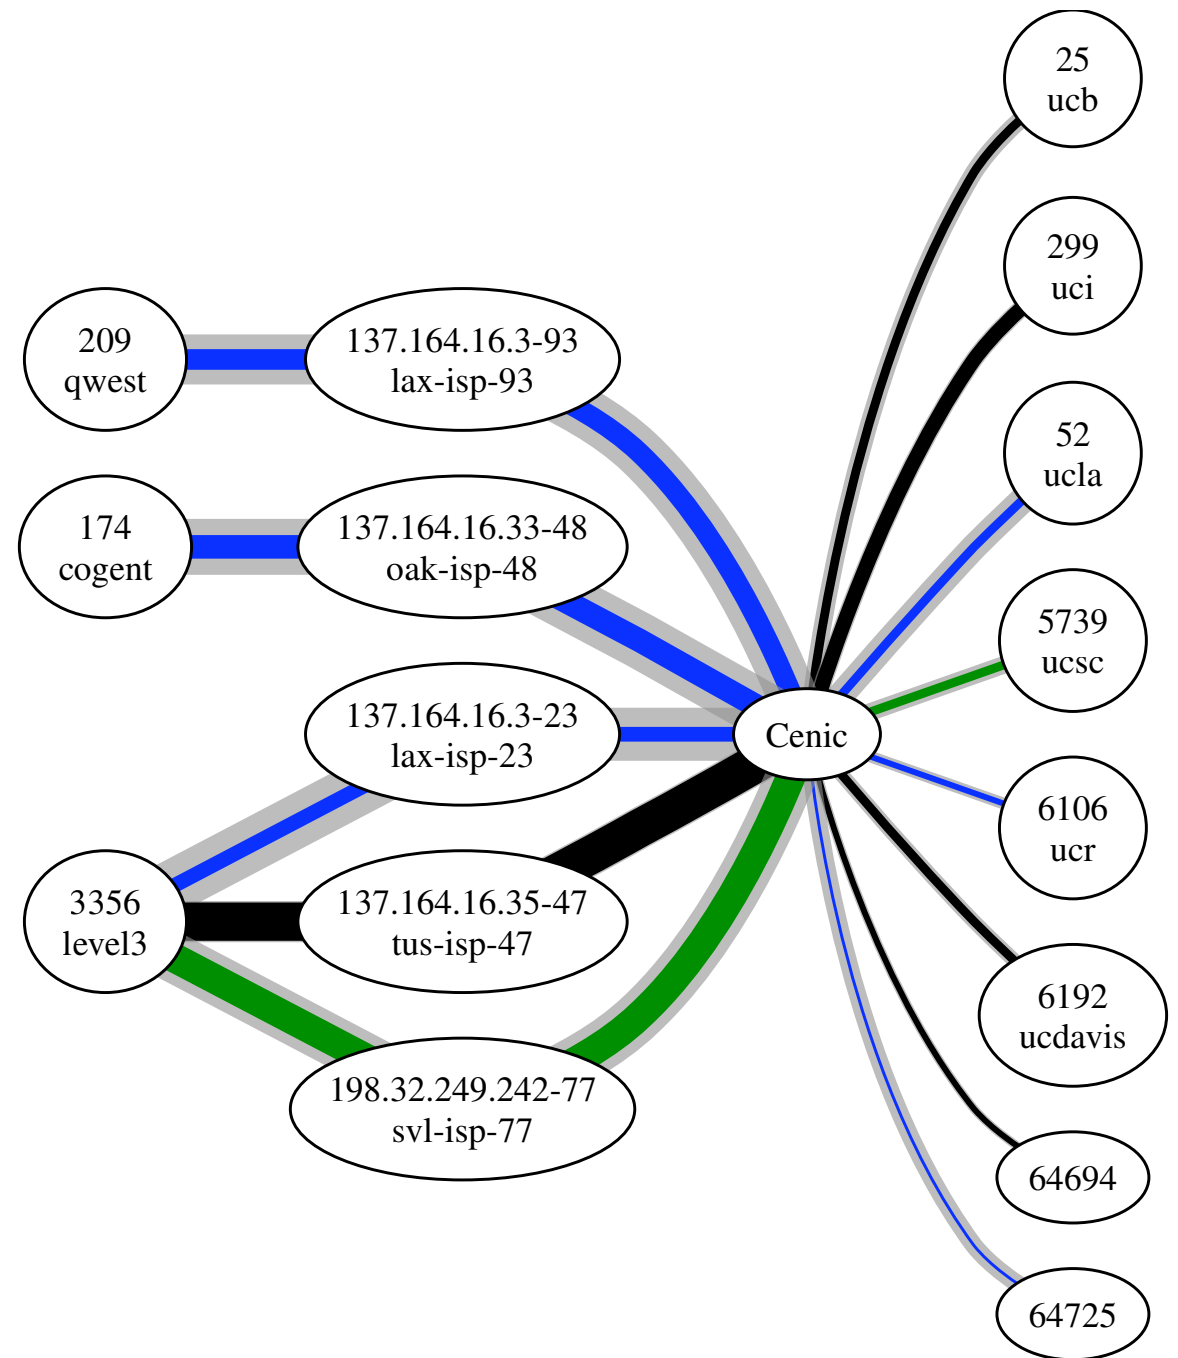 25
ucb
299
uci
209
qwest
137.164.16.3-93
lax-isp-93
52
ucla
174
cogent
137.164.16.33-48
oak-isp-48
5739
ucsc
137.164.16.3-23
lax-isp-23
Cenic
6106
ucr
3356
level3
137.164.16.35-47
tus-isp-47
6192
ucdavis
198.32.249.242-77
svl-isp-77
64694
64725